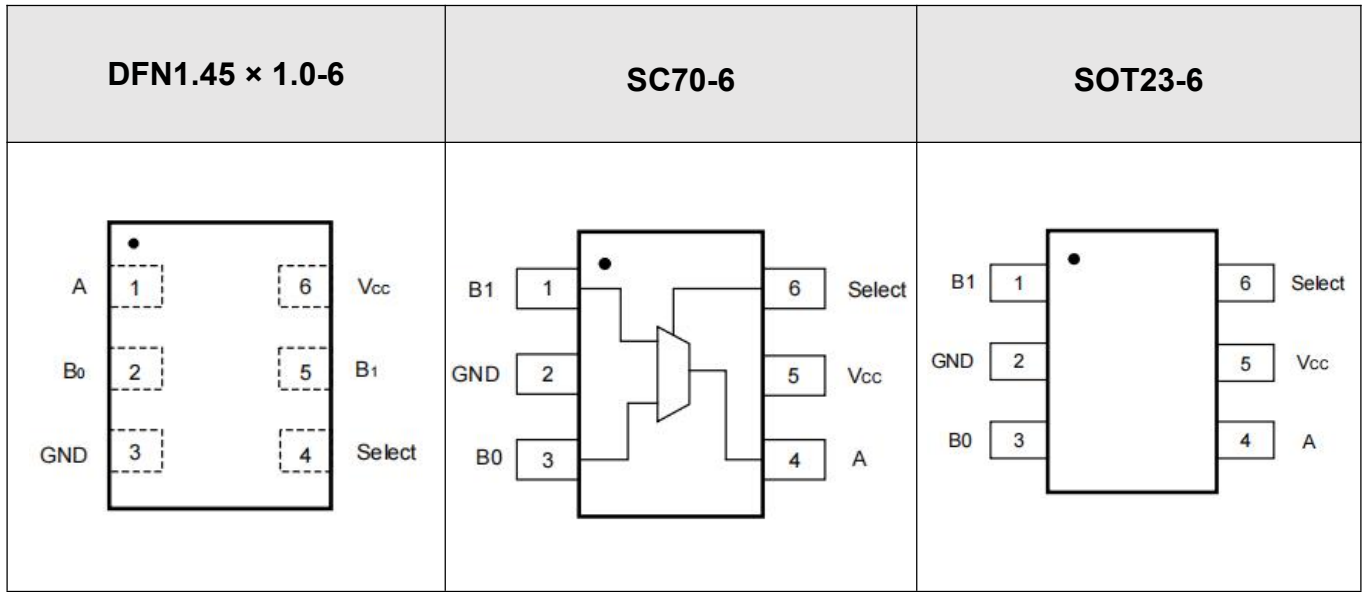 DFN1.45 × 1.0-6
SC70-6
SOT23-6
A 1 6 Vcc
B0 2 5 B1
GND 3 4 Select
B1 1 6 Select
GND 2 5 Vcc
B0 3 4 A
B1 1 6 Select
GND 2 5 Vcc
B0 3 4 A